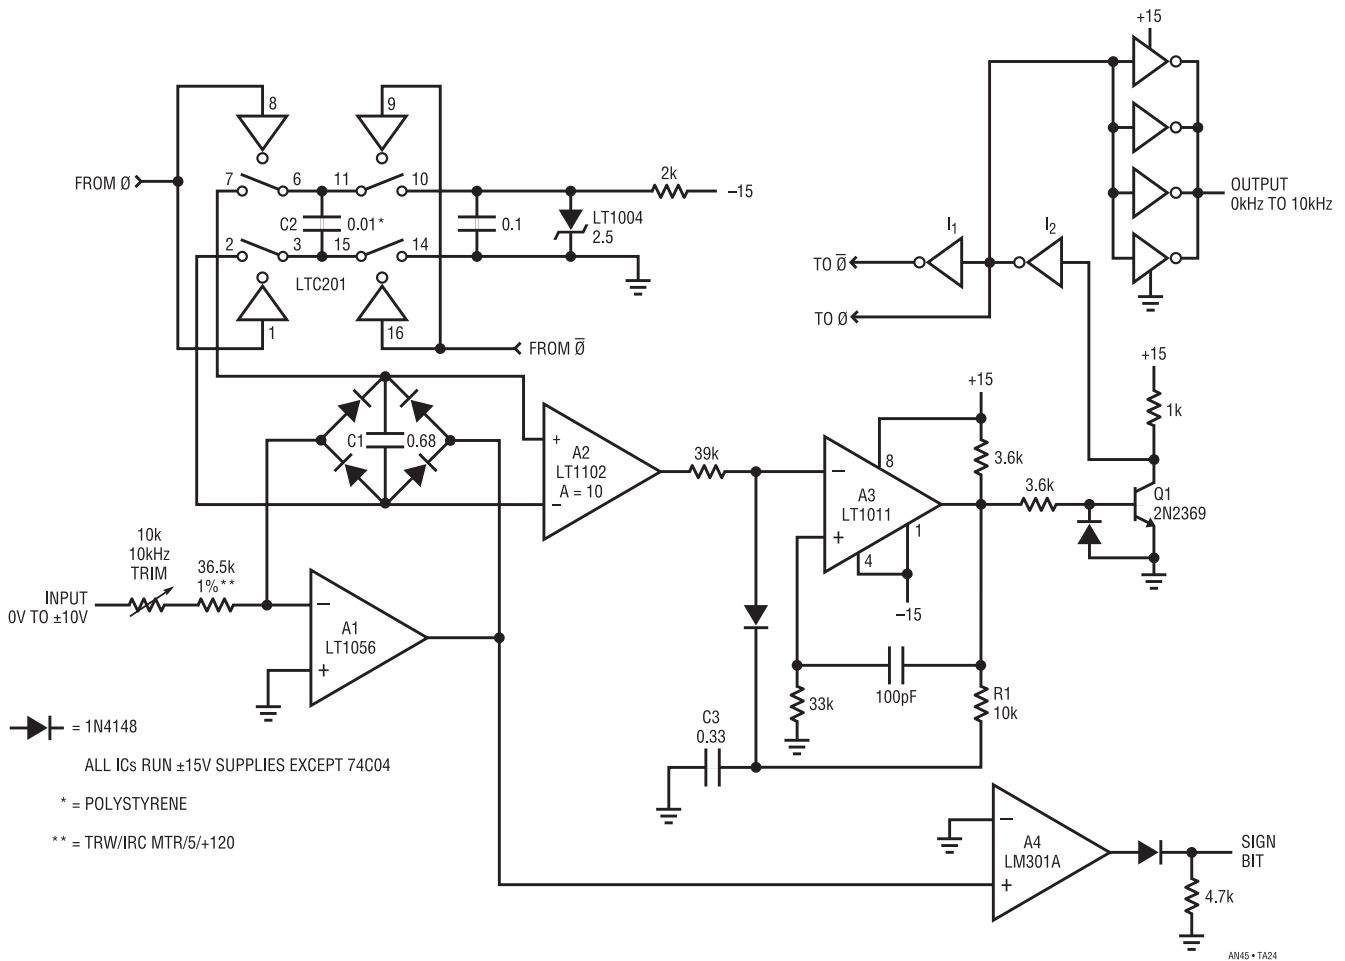 +15
8
9
FROM Ø
7
6
11
10
2k
–15
C2
0.01*
0.1
LT1004
2.5
2
3
15
14
LTC201
1
16
FROM Ø̅
OUTPUT
0kHz TO 10kHz
I1
I2
TO Ø̅
TO Ø
+15
1k
+15
3.6k
C1
0.68
+
A2
LT1102
A = 10
–
39k
–
8
A3
LT1011
+
4
1
–15
3.6k
Q1
2N2369
10k
10kHz
TRIM
36.5k
1%**
INPUT
0V TO ±10V
–
A1
LT1056
+
33k
100pF
R1
10k
C3
0.33
= 1N4148
ALL ICs RUN ±15V SUPPLIES EXCEPT 74C04
* = POLYSTYRENE
** = TRW/IRC MTR/5/+120
–
A4
LM301A
+
SIGN
BIT
4.7k
AN45 • TA24